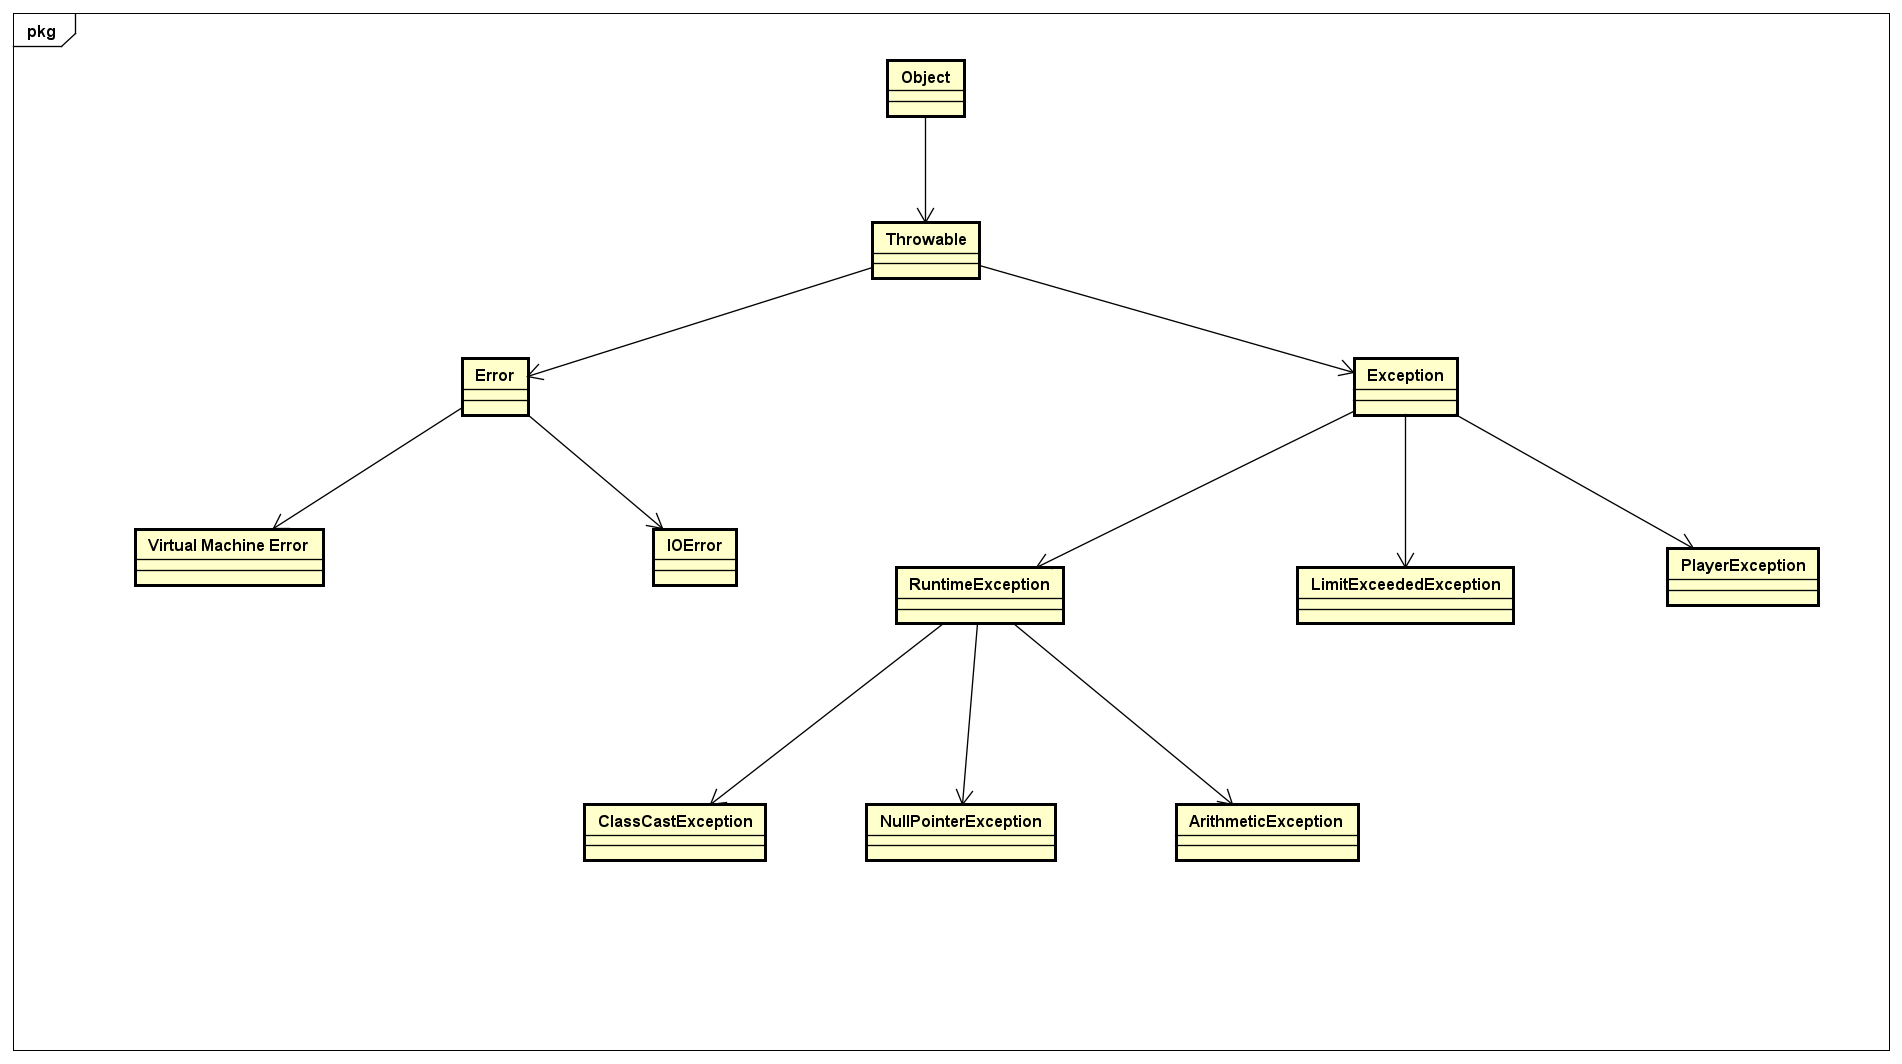 pkg
Object
Throwable
Error
Exception
Virtual Machine Error
IOError
RuntimeException
LimitExceededException
PlayerException
ClassCastException
NullPointerException
ArithmeticException